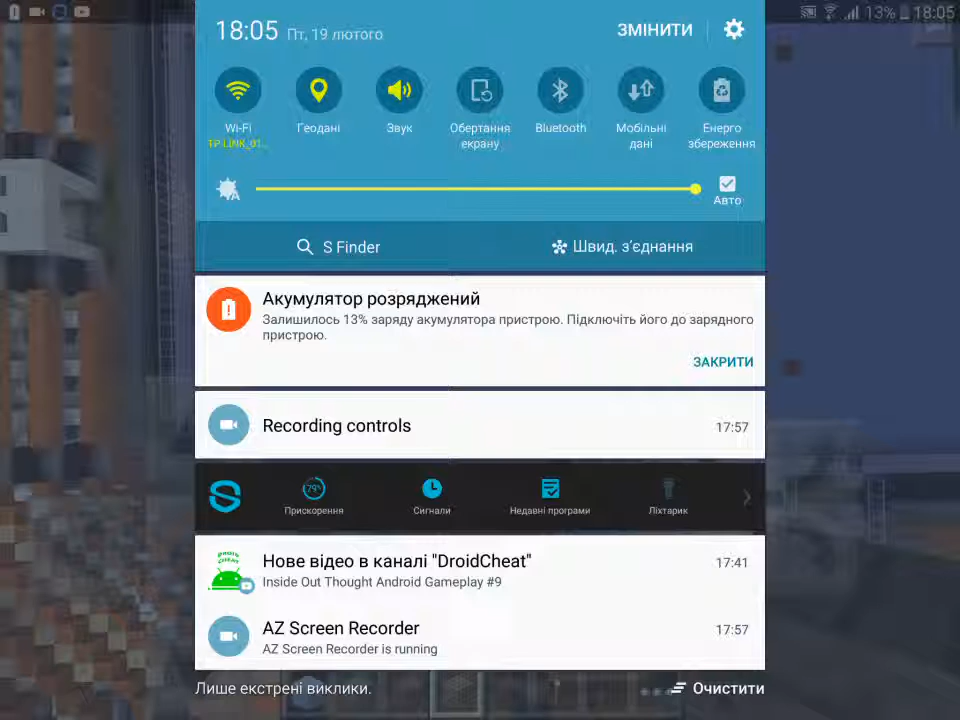 13% 18:05
18:05 Пт, 19 лютого ЗМІНИТИ
Wi-Fi Геодані Звук Обертання Bluetooth Мобільні Енерго
TP-LINK_01... екрану дані збереження
Авто
S Finder Швид. з'єднання
Акумулятор розряджений
Залишилось 13% заряду акумулятора пристрою. Підключіть його до зарядного
пристрою.
ЗАКРИТИ
Recording controls 17:57
79%
Прискорення Сигнали Недавні програми Ліхтарик
Нове відео в каналі "DroidCheat" 17:41
Inside Out Thought Android Gameplay #9
AZ Screen Recorder 17:57
AZ Screen Recorder is running
Лише екстрені виклики. Очистити